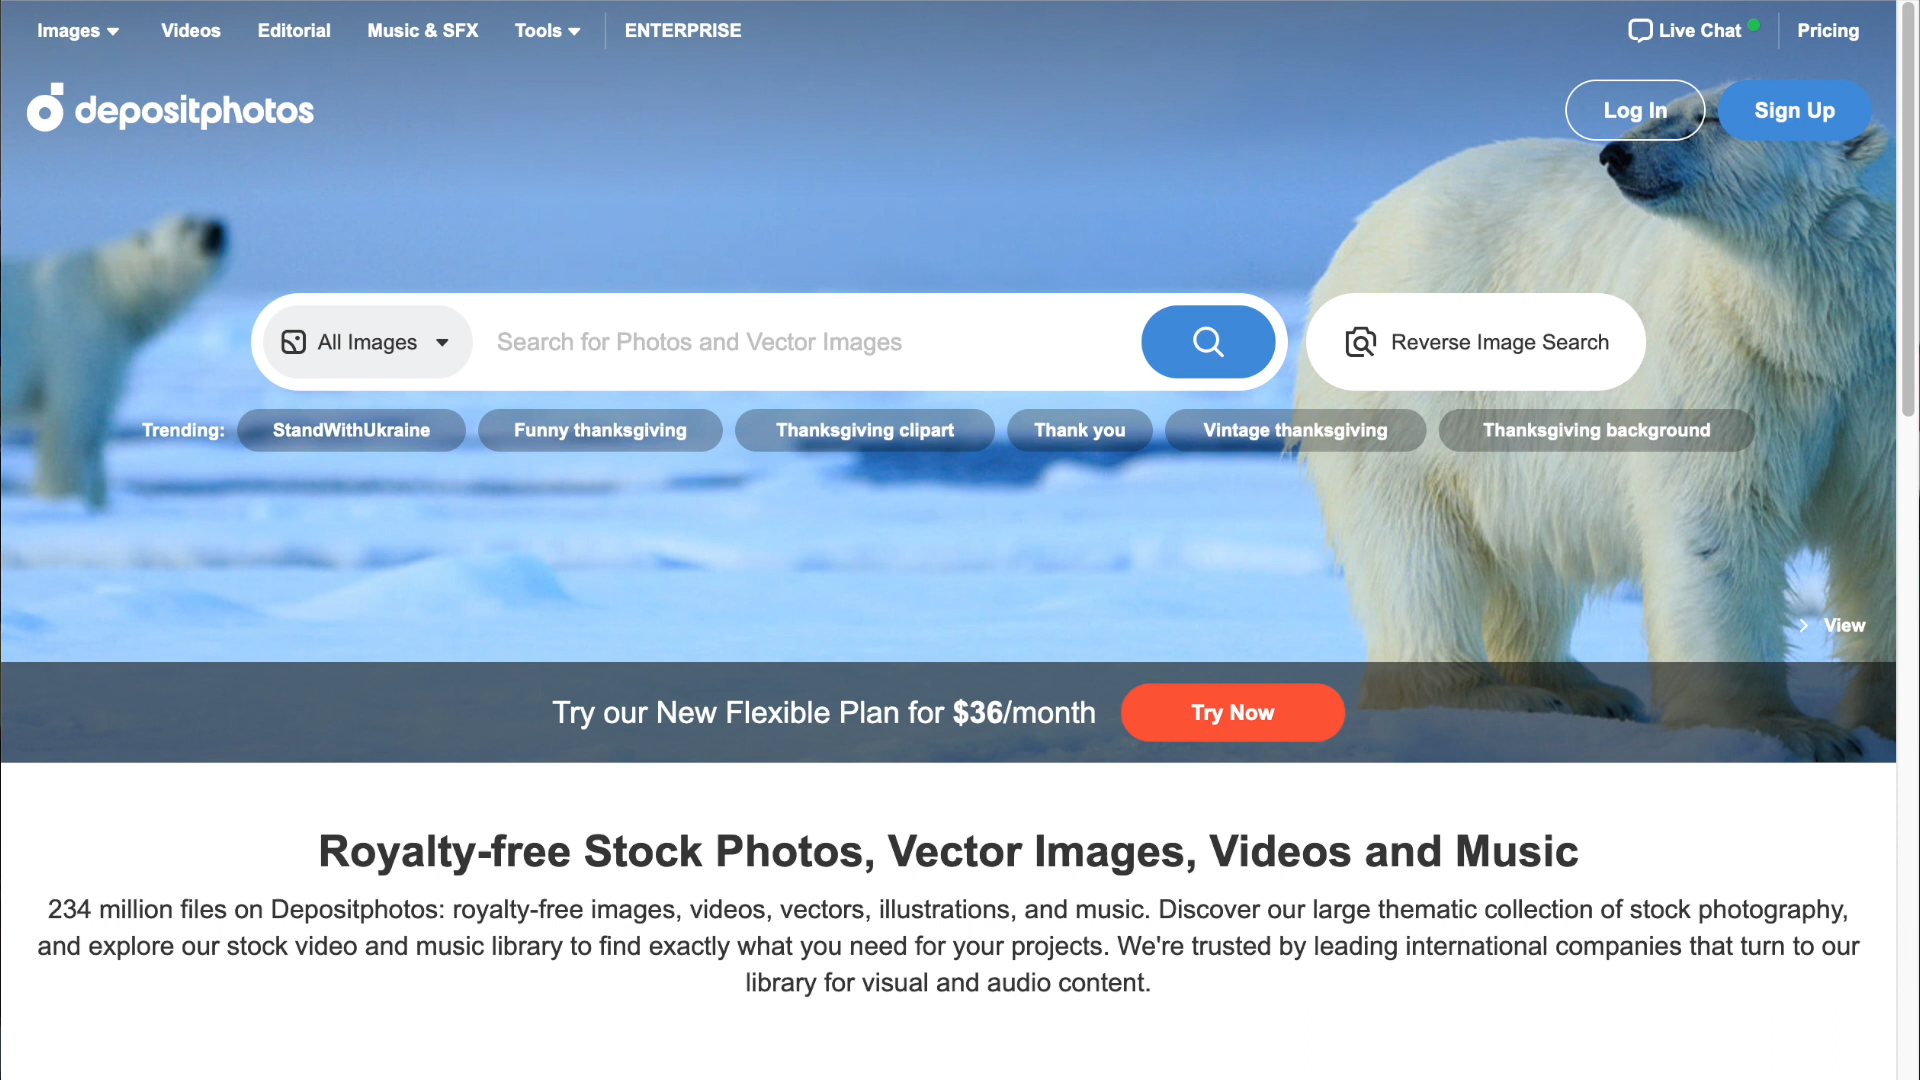 Images Videos Editorial Music & SFX Tools ENTERPRISE Live Chat Pricing
depositphotos Log In Sign Up
All Images Search for Photos and Vector Images Reverse Image Search
Trending: StandWithUkraine Funny thanksgiving Thanksgiving clipart Thank you Vintage thanksgiving Thanksgiving background
View
Try our New Flexible Plan for $36/month Try Now
Royalty-free Stock Photos, Vector Images, Videos and Music
234 million files on Depositphotos: royalty-free images, videos, vectors, illustrations, and music. Discover our large thematic collection of stock photography,
and explore our stock video and music library to find exactly what you need for your projects. We're trusted by leading international companies that turn to our
library for visual and audio content.